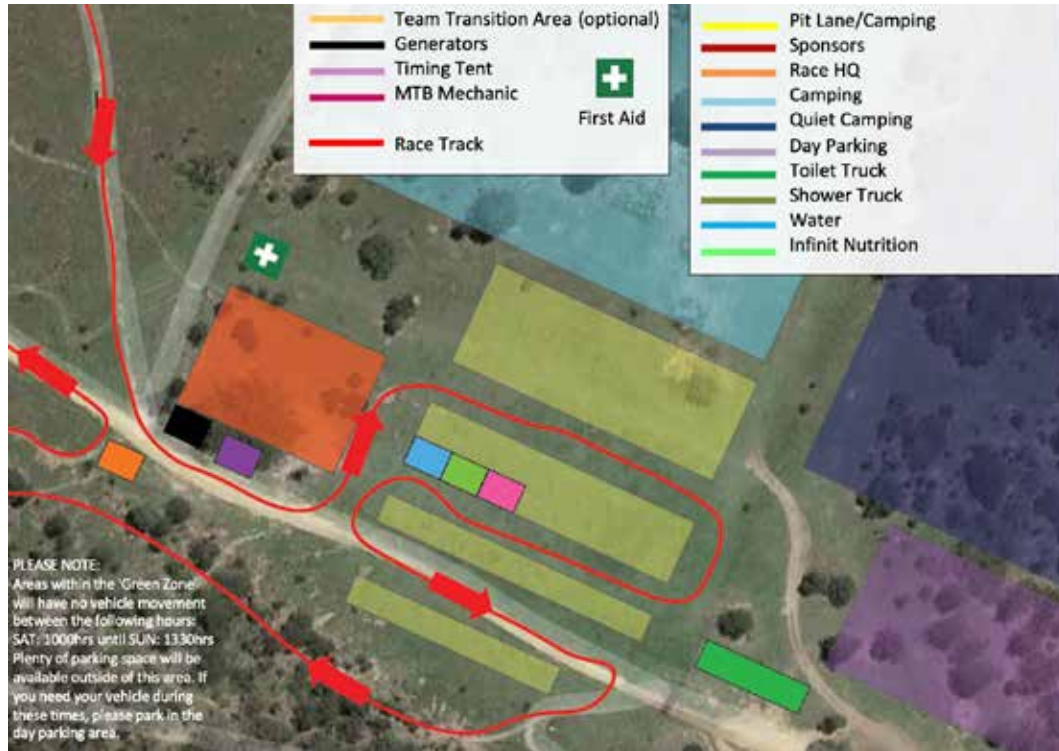 Team Transition Area (optional)
Generators
Timing Tent
MTB Mechanic
First Aid
Race Track
Pit Lane/Camping
Sponsors
Race HQ
Camping
Quiet Camping
Day Parking
Toilet Truck
Shower Truck
Water
Infinit Nutrition
PLEASE NOTE:
Areas within the 'Green Zone'
will have no vehicle movement
between the following hours:
SAT: 1000hrs until SUN: 1330hrs
Plenty of parking space will be
available outside of this area. If
you need your vehicle during
these times, please park in the
day parking area.